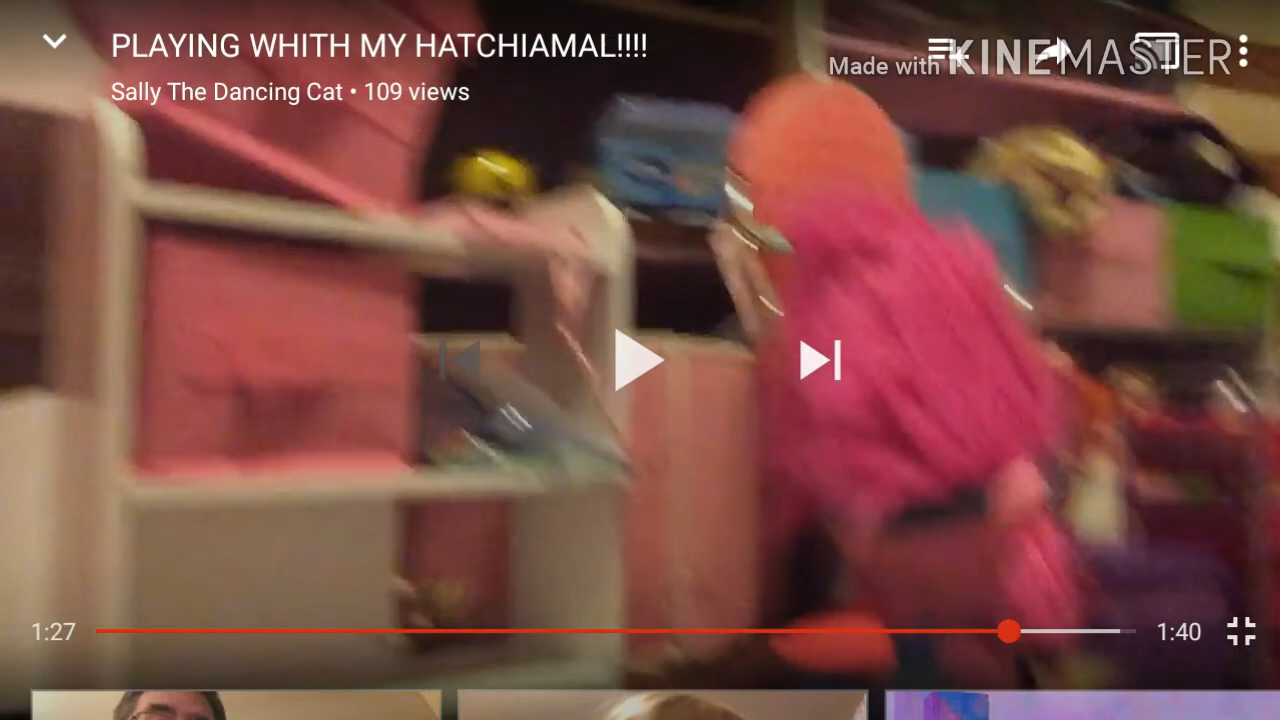 PLAYING WHITH MY HATCHIAMAL!!!!
Made with KINEMASTER
Sally The Dancing Cat • 109 views
1:27
1:40